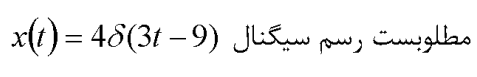 مطلوبست رسم سیگنال x(t) = 4δ(3t − 9)